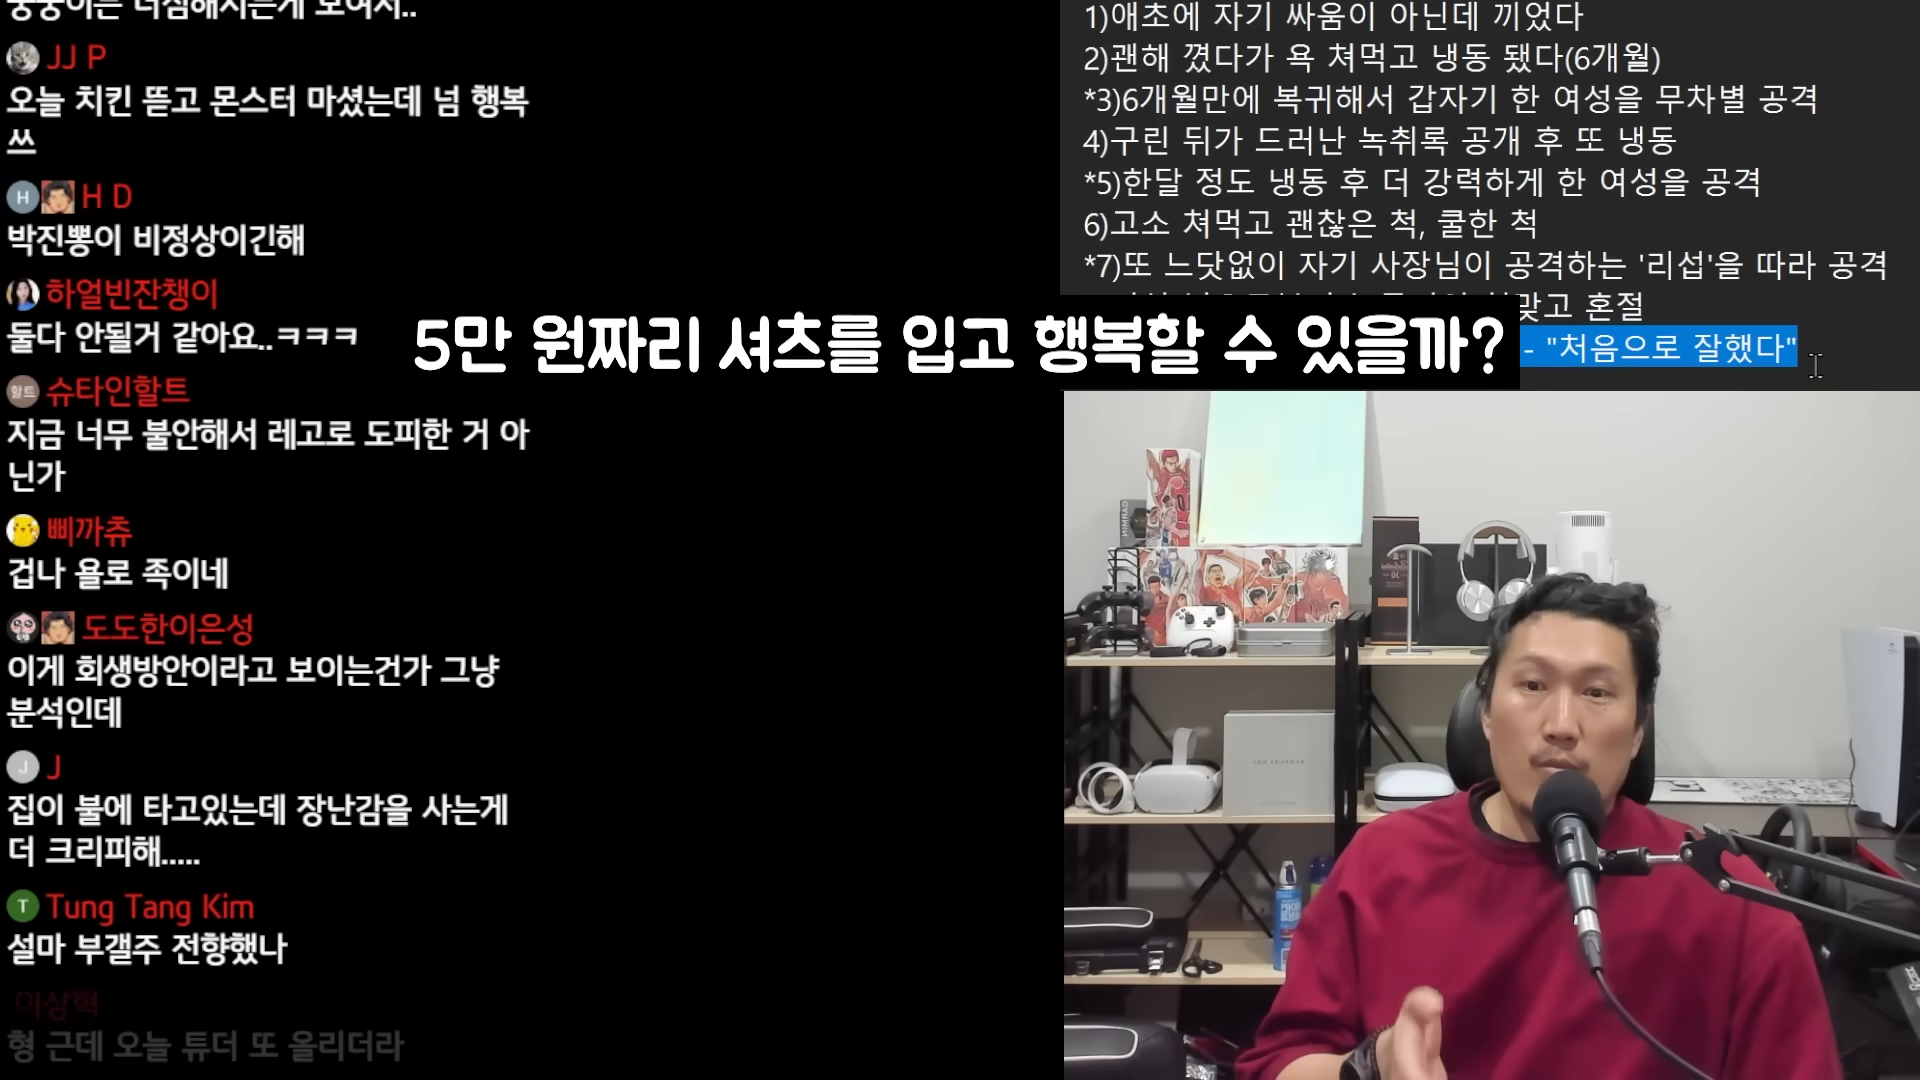 JJ P
오늘 치킨 뜯고 몬스터 마셨는데 넘 행복
쓰
H D
박진뽕이 비정상이긴해
하얼빈잔챙이
둘다 안될거 같아요..ㅋㅋㅋ
할트 슈타인할트
지금 너무 불안해서 레고로 도피한 거 아
닌가
삐까츄
겁나 욜로 족이네
도도한이은성
이게 회생방안이라고 보이는건가 그냥
분석인데
J
집이 불에 타고있는데 장난감을 사는게
더 크리피해.....
T Tung Tang Kim
설마 부갤주 전향했나
이상혁
형 근데 오늘 튜더 또 올리더라
1)애초에 자기 싸움이 아닌데 끼었다
2)괜해 꼈다가 욕 쳐먹고 냉동 됐다(6개월)
*3)6개월만에 복귀해서 갑자기 한 여성을 무차별 공격
4)구린 뒤가 드러난 녹취록 공개 후 또 냉동
*5)한달 정도 냉동 후 더 강력하게 한 여성을 공격
6)고소 쳐먹고 괜찮은 척, 쿨한 척
*7)또 느닷없이 자기 사장님이 공격하는 '리섭'을 따라 공격
맞고 혼절
- "처음으로 잘했다"
5만 원짜리 셔츠를 입고 행복할 수 있을까?
GARMIN